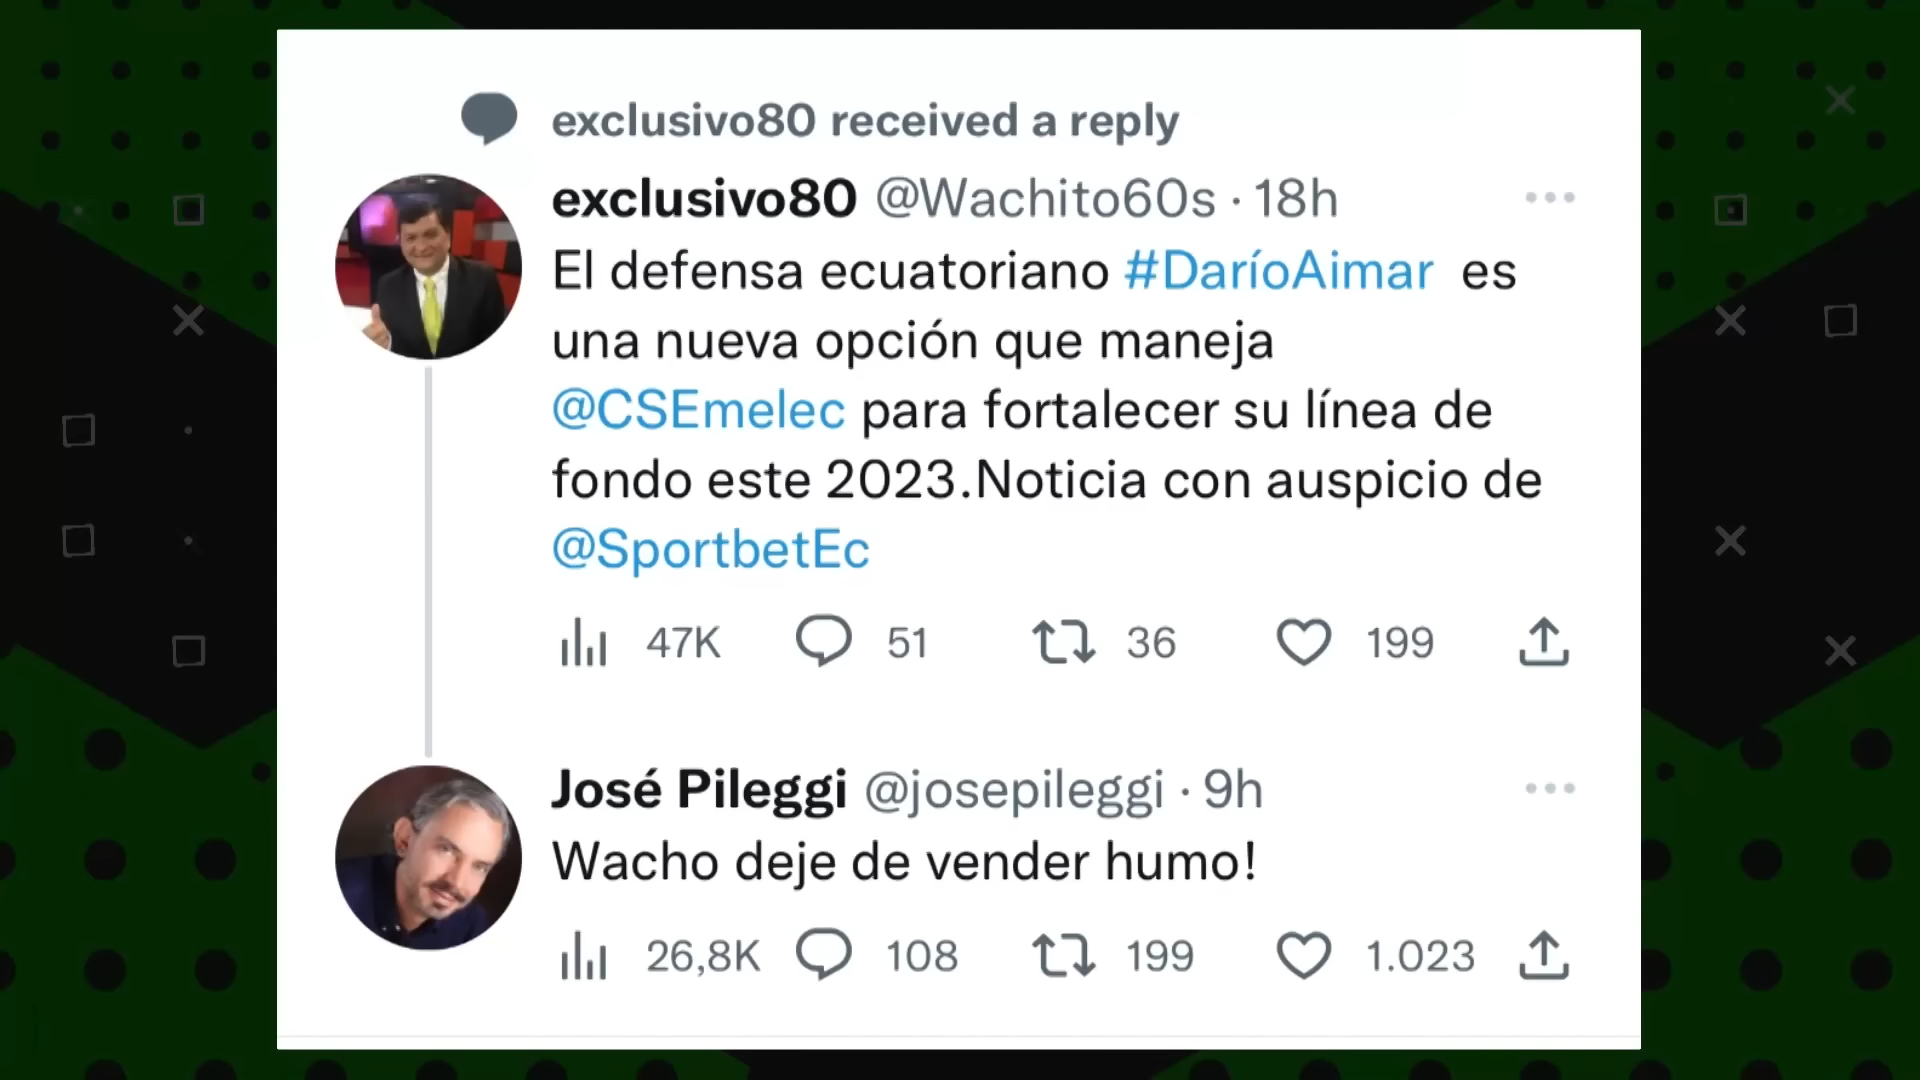 exclusivo80 received a reply
exclusivo80 @Wachito60s · 18h
El defensa ecuatoriano #DaríoAimar es
una nueva opción que maneja
@CSEmelec para fortalecer su línea de
fondo este 2023.Noticia con auspicio de
@SportbetEc
47K 51 36 199
José Pileggi @josepileggi · 9h
Wacho deje de vender humo!
26,8K 108 199 1.023